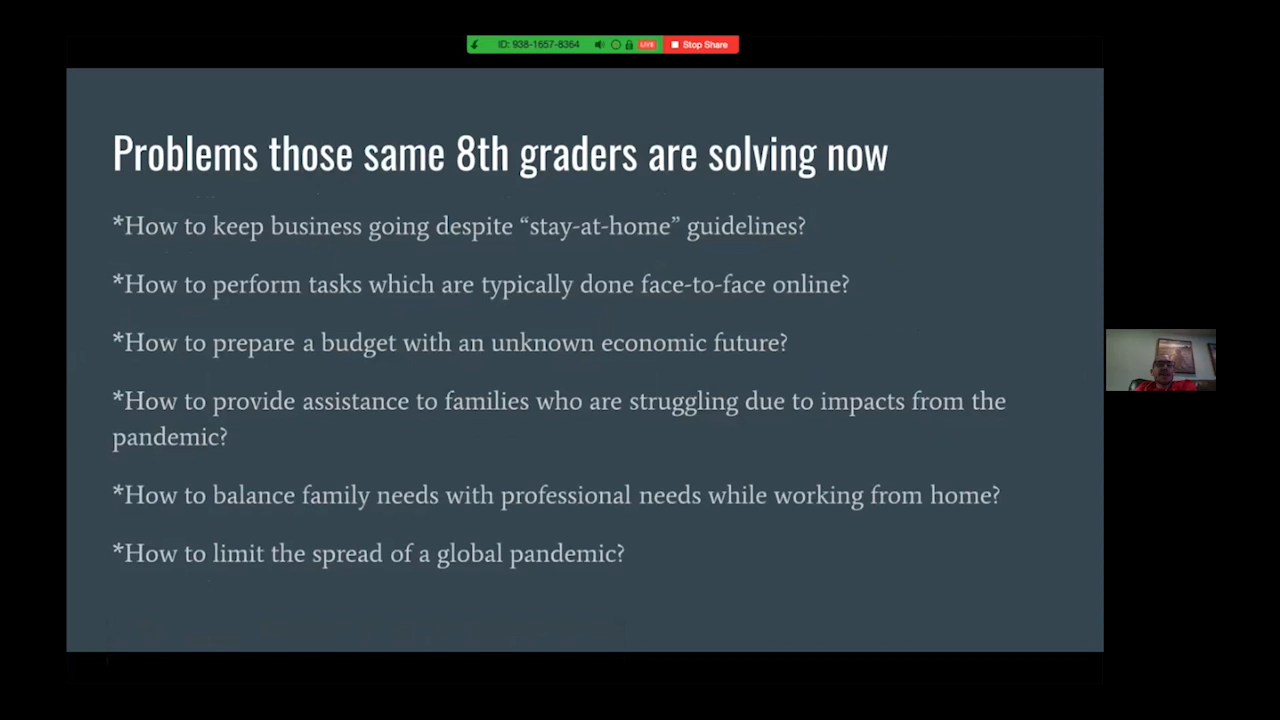 ID: 938-1657-8364 LIVE Stop Share
Problems those same 8th graders are solving now
*How to keep business going despite “stay-at-home” guidelines?
*How to perform tasks which are typically done face-to-face online?
*How to prepare a budget with an unknown economic future?
*How to provide assistance to families who are struggling due to impacts from the
pandemic?
*How to balance family needs with professional needs while working from home?
*How to limit the spread of a global pandemic?